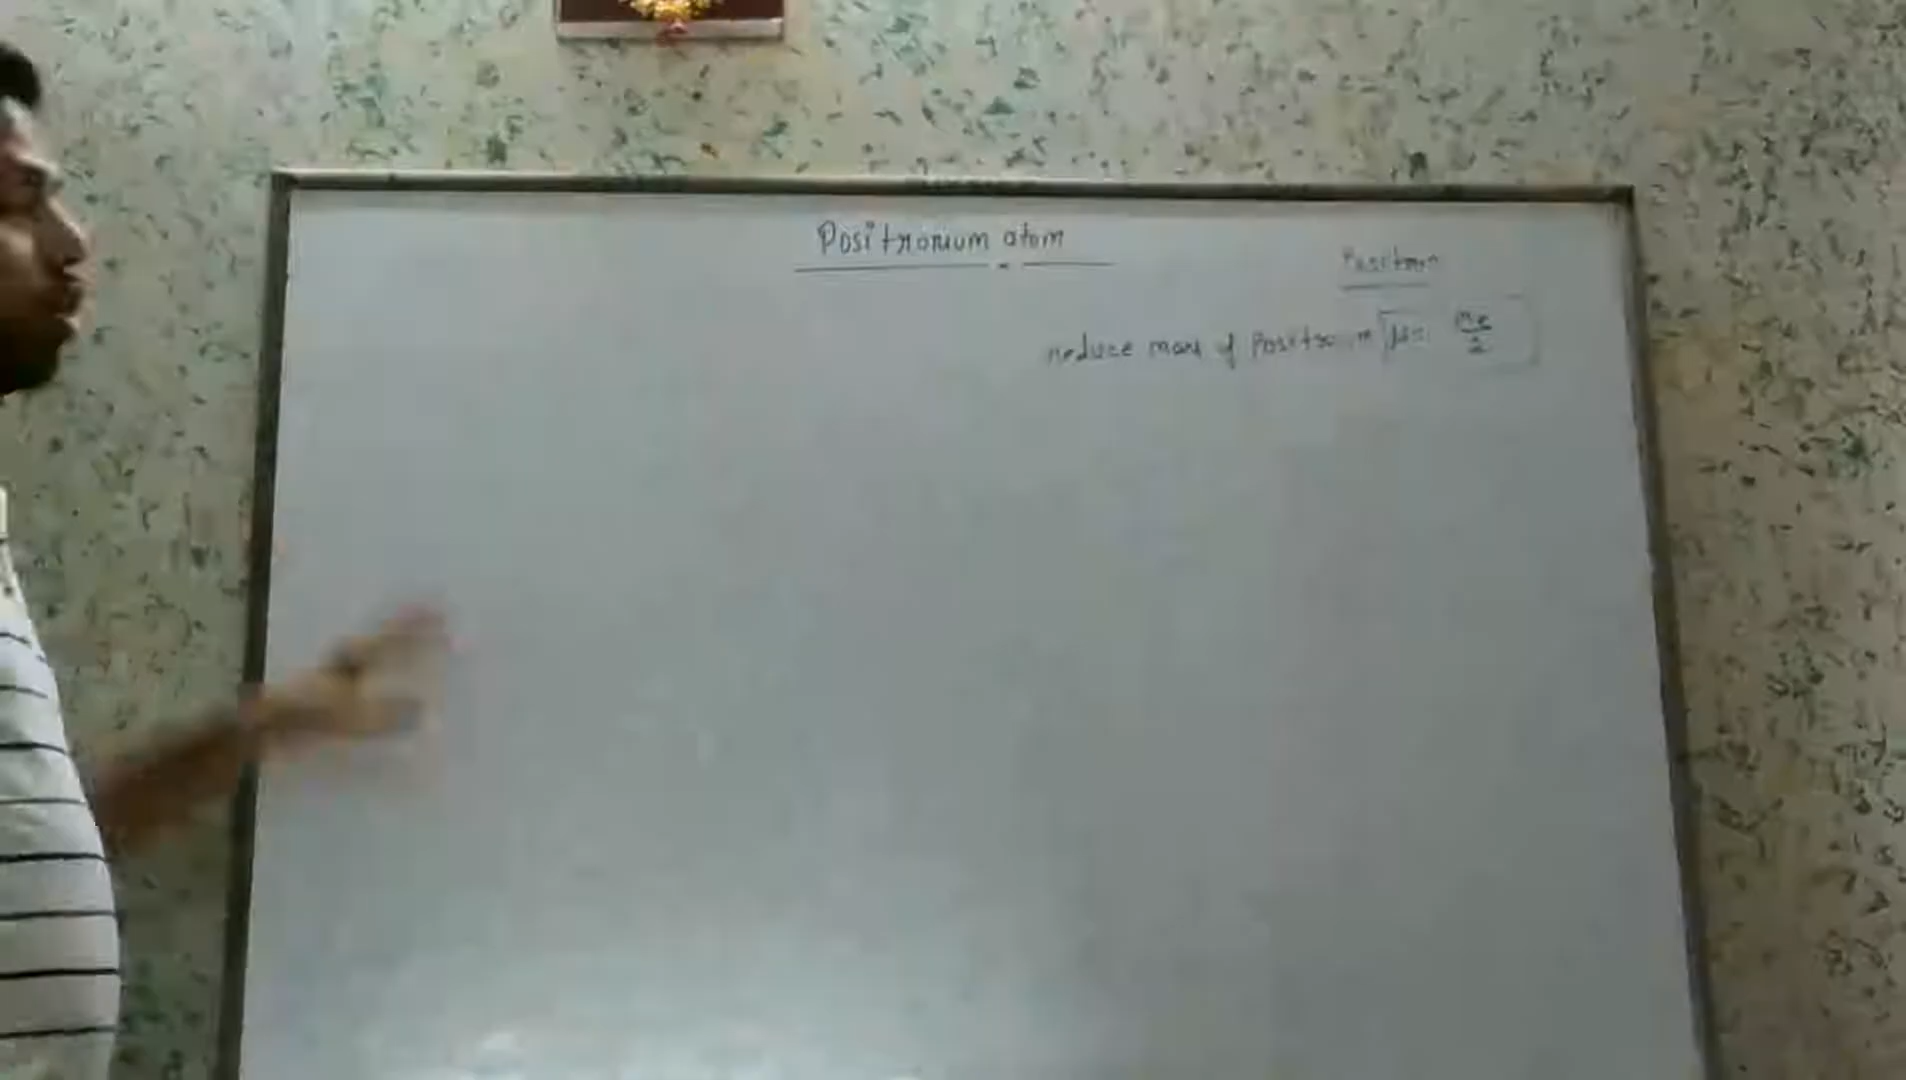 Positronium atom
Positron
reduce mass of Positronium μ = me/2